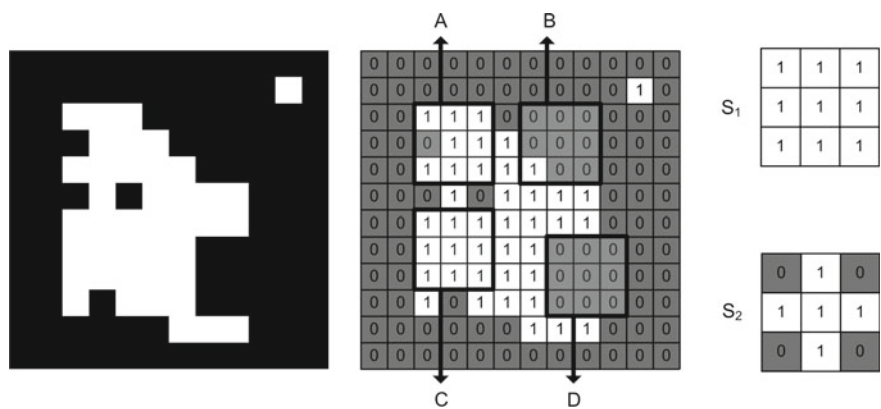 A B
0 0 0 0 0 0 0 0 0 0 0 0
0 0 0 0 0 0 0 0 0 0 1 0
0 0 1 1 1 0 0 0 0 0 0 0
0 0 0 1 1 1 0 0 0 0 0 0
0 0 1 1 1 1 1 0 0 0 0 0
0 0 0 1 0 1 1 1 1 0 0 0
0 0 1 1 1 1 1 1 1 0 0 0
0 0 1 1 1 1 1 0 0 0 0 0
0 0 1 1 1 1 1 0 0 0 0 0
0 0 1 0 1 1 1 0 0 0 0 0
0 0 0 0 0 0 1 1 1 0 0 0
0 0 0 0 0 0 0 0 0 0 0 0
C D
S₁
1 1 1
1 1 1
1 1 1
S₂
0 1 0
1 1 1
0 1 0